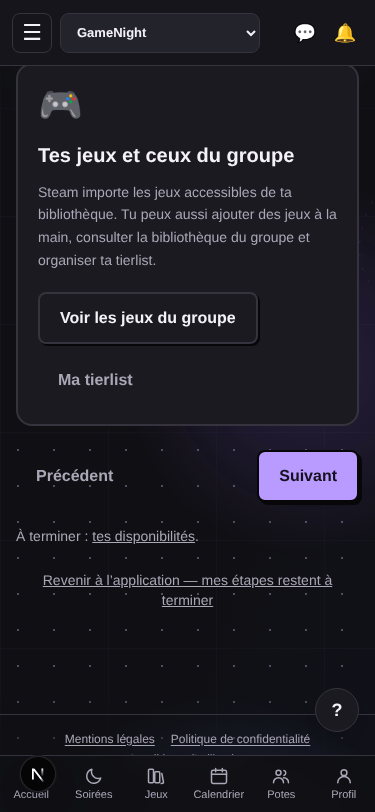 GameNight
Tes jeux et ceux du groupe
Steam importe les jeux accessibles de ta
bibliothèque. Tu peux aussi ajouter des jeux à la
main, consulter la bibliothèque du groupe et
organiser ta tierlist.
Voir les jeux du groupe
Ma tierlist
Précédent
Suivant
À terminer : tes disponibilités.
Revenir à l'application — mes étapes restent à
terminer
?
Mentions légales · Politique de confidentialité
N
Accueil
Soirées
Jeux
Calendrier
Potes
Profil